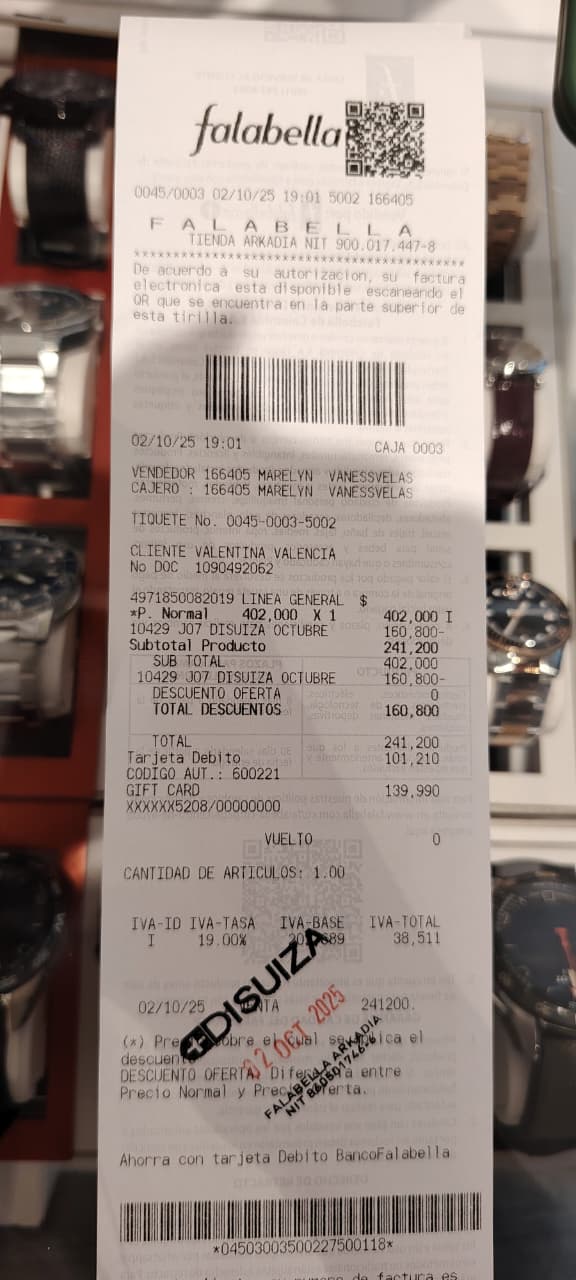 falabella
0045/0003 02/10/25 19:01 5002 166405
F A L A B E L L A
TIENDA ARKADIA NIT 900.017.447-8
************************************************
De acuerdo a su autorizacion, su factura
electronica esta disponible escaneando el
QR que se encuentra en la parte superior de
esta tirilla.
02/10/25 19:01 CAJA 0003
VENDEDOR 166405 MARELYN VANESSVELAS
CAJERO : 166405 MARELYN VANESSVELAS
TIQUETE No. 0045-0003-5002
CLIENTE VALENTINA VALENCIA
No DOC 1090492062
4971850082019 LINEA GENERAL $
*P. Normal 402,000 X 1 402,000 I
10429 J07 DISUIZA OCTUBRE 160,800-
Subtotal Producto 241,200
SUB TOTAL 402,000
10429 J07 DISUIZA OCTUBRE 160,800-
DESCUENTO OFERTA 0
TOTAL DESCUENTOS 160,800
TOTAL 241,200
Tarjeta Debito 101,210
CODIGO AUT.: 600221
GIFT CARD 139,990
XXXXXX5208/00000000
VUELTO 0
CANTIDAD DE ARTICULOS: 1.00
IVA-ID IVA-TASA IVA-BASE IVA-TOTAL
I 19.00% 38,511
02/10/25 241200.
DISUIZA
02 OCT 2025
FALABELLA ARKADIA
(*) sobre el cual se aplica el
DESCUENTO OFERTA: entre
Precio Normal y Oferta.
Ahorra con tarjeta Debito BancoFalabella
*04503003500227500118*